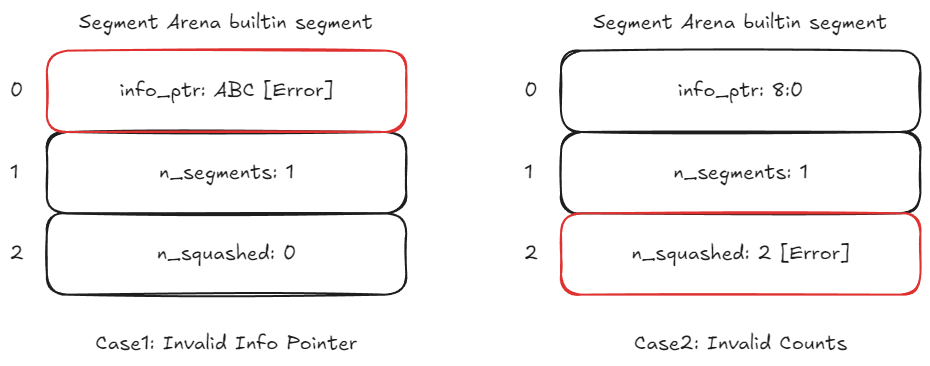 Segment Arena builtin segment
0
info_ptr: ABC [Error]
1
n_segments: 1
2
n_squashed: 0
Case1: Invalid Info Pointer
Segment Arena builtin segment
0
info_ptr: 8:0
1
n_segments: 1
2
n_squashed: 2 [Error]
Case2: Invalid Counts